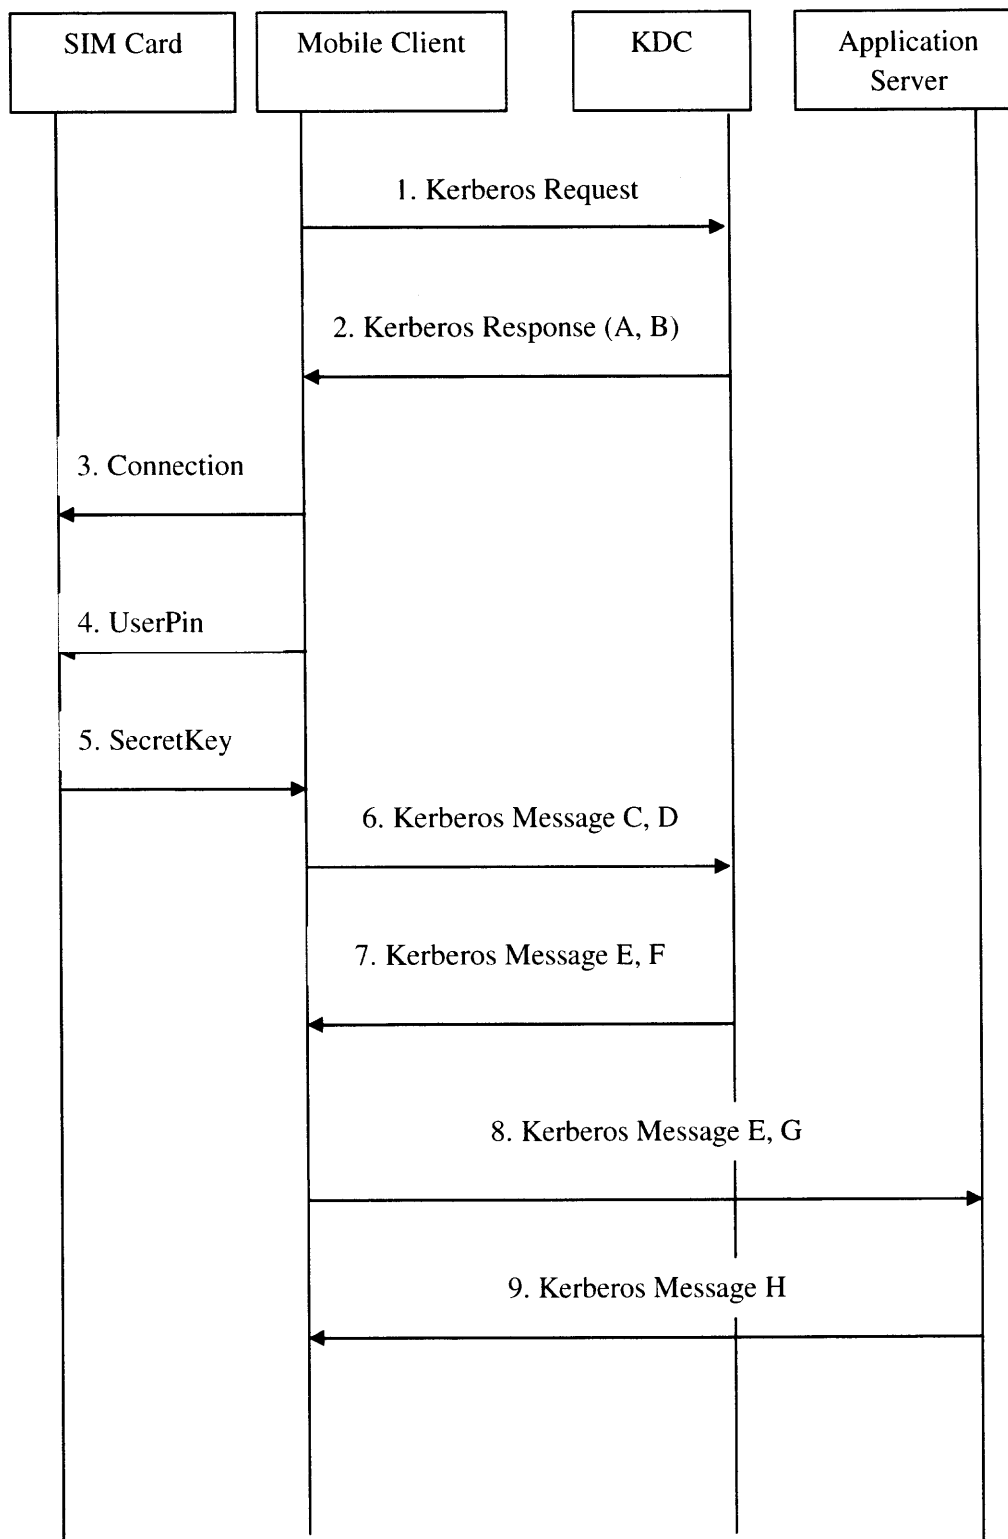 SIM Card
Mobile Client
KDC
Application
Server
1. Kerberos Request
2. Kerberos Response (A, B)
3. Connection
4. UserPin
5. SecretKey
6. Kerberos Message C, D
7. Kerberos Message E, F
8. Kerberos Message E, G
9. Kerberos Message H